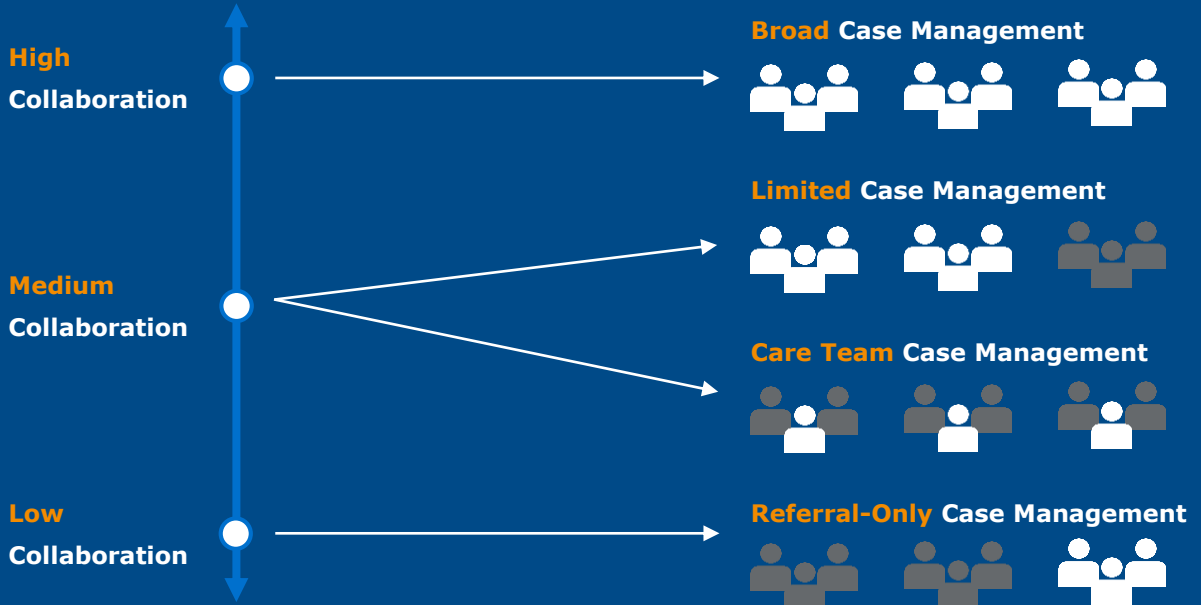 High
Collaboration
Broad Case Management
Limited Case Management
Medium
Collaboration
Care Team Case Management
Low
Collaboration
Referral-Only Case Management